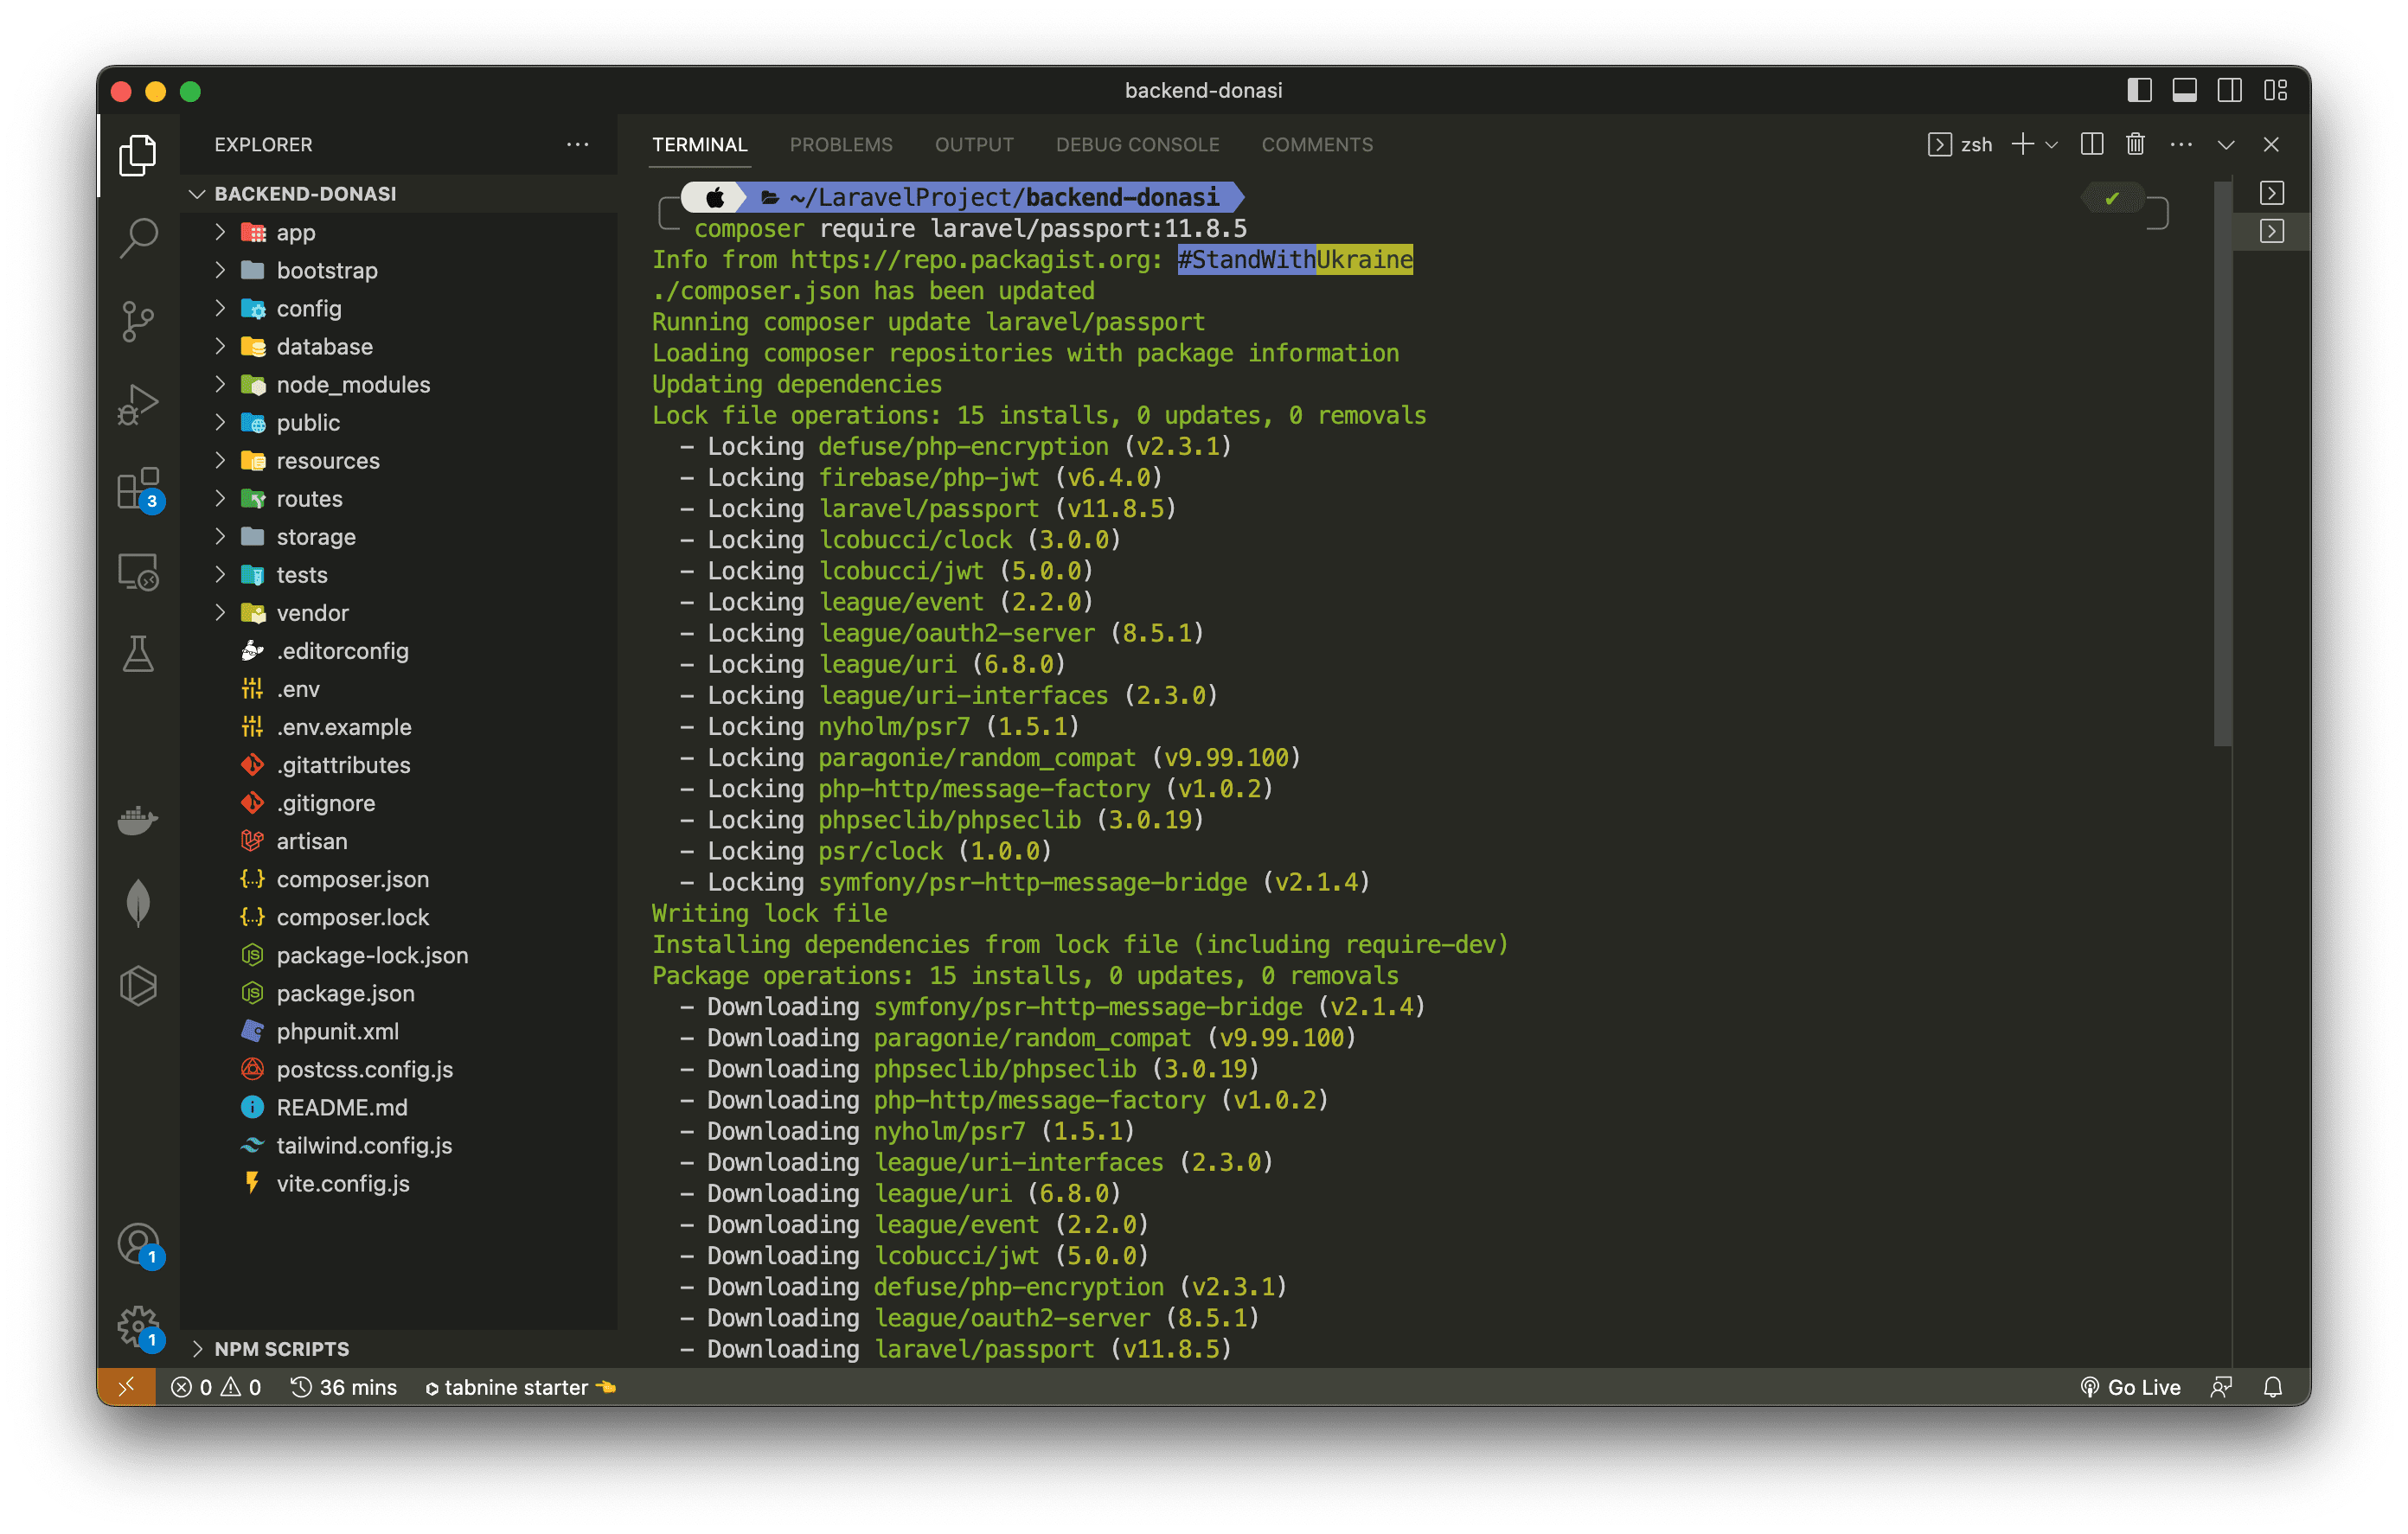 backend-donasi
EXPLORER
BACKEND-DONASI
app
bootstrap
config
database
node_modules
public
resources
routes
storage
tests
vendor
.editorconfig
.env
.env.example
.gitattributes
.gitignore
artisan
composer.json
composer.lock
package-lock.json
package.json
phpunit.xml
postcss.config.js
README.md
tailwind.config.js
vite.config.js
NPM SCRIPTS
3
1
1
TERMINAL PROBLEMS OUTPUT DEBUG CONSOLE COMMENTS
zsh
~/LaravelProject/backend-donasi
composer require laravel/passport:11.8.5
Info from https://repo.packagist.org: #StandWithUkraine
./composer.json has been updated
Running composer update laravel/passport
Loading composer repositories with package information
Updating dependencies
Lock file operations: 15 installs, 0 updates, 0 removals
- Locking defuse/php-encryption (v2.3.1)
- Locking firebase/php-jwt (v6.4.0)
- Locking laravel/passport (v11.8.5)
- Locking lcobucci/clock (3.0.0)
- Locking lcobucci/jwt (5.0.0)
- Locking league/event (2.2.0)
- Locking league/oauth2-server (8.5.1)
- Locking league/uri (6.8.0)
- Locking league/uri-interfaces (2.3.0)
- Locking nyholm/psr7 (1.5.1)
- Locking paragonie/random_compat (v9.99.100)
- Locking php-http/message-factory (v1.0.2)
- Locking phpseclib/phpseclib (3.0.19)
- Locking psr/clock (1.0.0)
- Locking symfony/psr-http-message-bridge (v2.1.4)
Writing lock file
Installing dependencies from lock file (including require-dev)
Package operations: 15 installs, 0 updates, 0 removals
- Downloading symfony/psr-http-message-bridge (v2.1.4)
- Downloading paragonie/random_compat (v9.99.100)
- Downloading phpseclib/phpseclib (3.0.19)
- Downloading php-http/message-factory (v1.0.2)
- Downloading nyholm/psr7 (1.5.1)
- Downloading league/uri-interfaces (2.3.0)
- Downloading league/uri (6.8.0)
- Downloading league/event (2.2.0)
- Downloading lcobucci/jwt (5.0.0)
- Downloading defuse/php-encryption (v2.3.1)
- Downloading league/oauth2-server (8.5.1)
- Downloading laravel/passport (v11.8.5)
0 0 36 mins tabnine starter Go Live